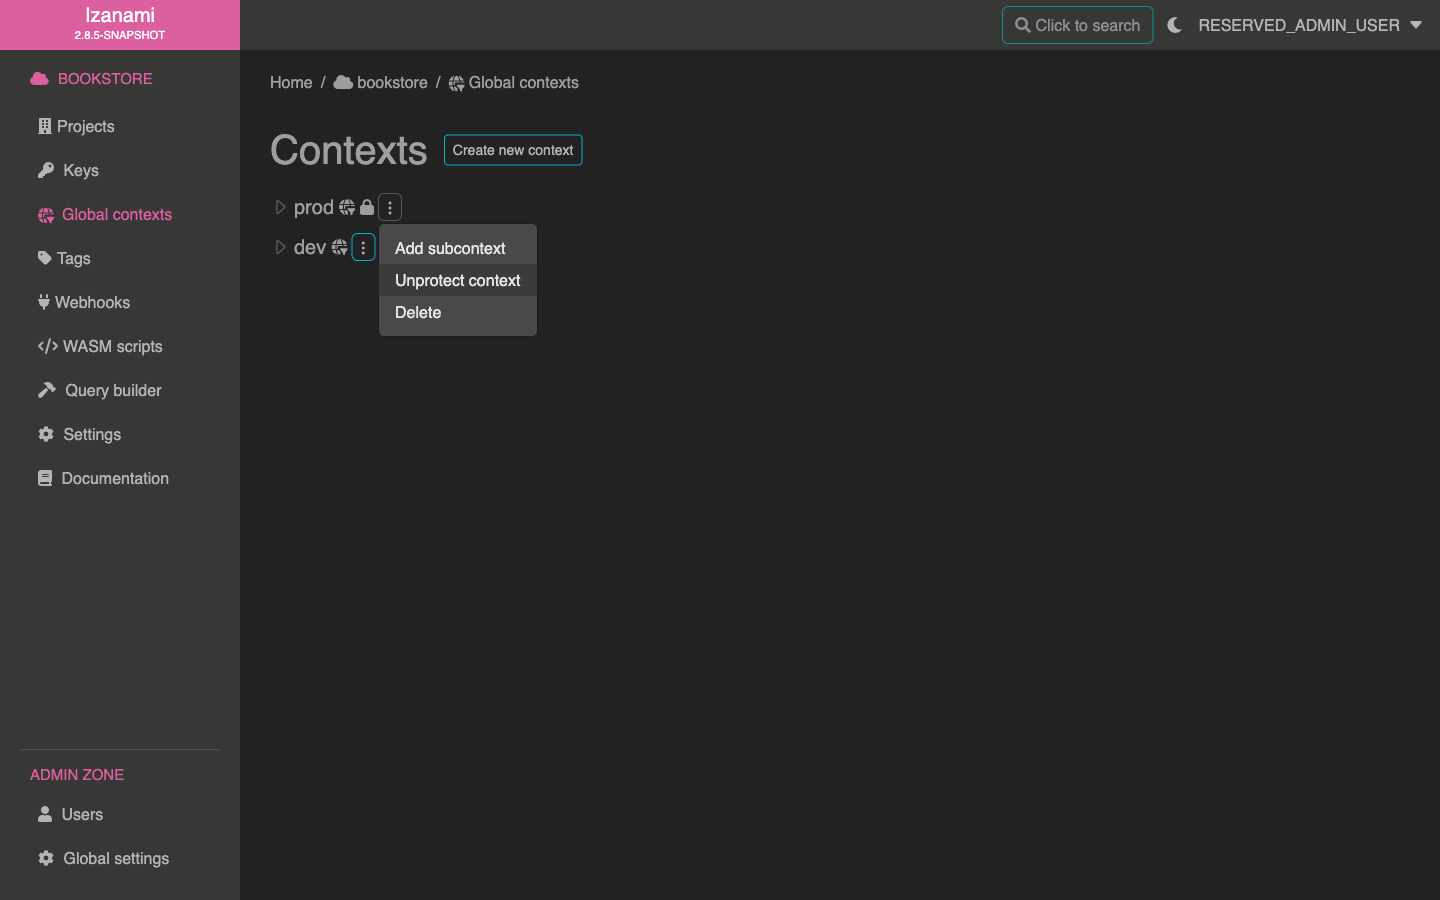 Izanami
2.8.5-SNAPSHOT
Click to search
RESERVED_ADMIN_USER
BOOKSTORE
Projects
Keys
Global contexts
Tags
Webhooks
WASM scripts
Query builder
Settings
Documentation
ADMIN ZONE
Users
Global settings
Home / bookstore / Global contexts
Contexts
Create new context
prod
dev
Add subcontext
Unprotect context
Delete